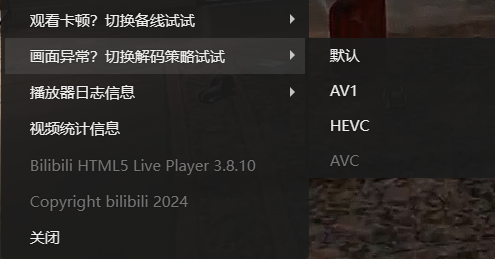 观看卡顿？切换备线试试
画面异常？切换解码策略试试
播放器日志信息
视频统计信息
Bilibili HTML5 Live Player 3.8.10
Copyright bilibili 2024
关闭
默认
AV1
HEVC
AVC